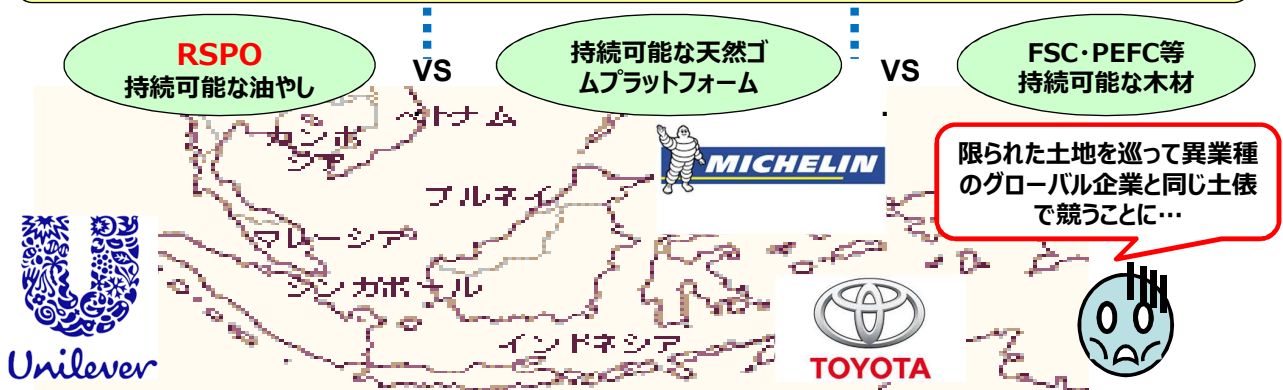 RSPO
持続可能な油やし
VS
持続可能な天然ゴ
ムプラットフォーム
VS
FSC・PEFC等
持続可能な木材
ベトナム
カンボ
ジア
MICHELIN
限られた土地を巡って異業種
のグローバル企業と同じ土俵
で競うことに…
ブルネイ
マレーシア
シンガポール
インドネシア
Unilever
TOYOTA